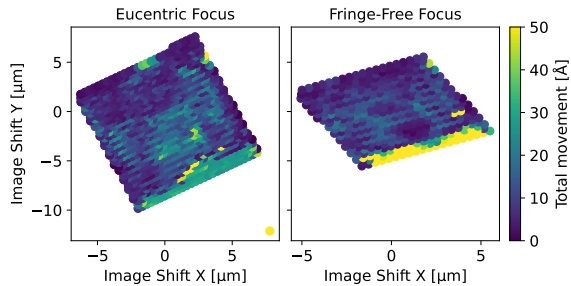 Eucentric Focus
Fringe-Free Focus
Image Shift Y [μm]
5
0
−5
−10
−5
0
5
Image Shift X [μm]
−5
0
5
Image Shift X [μm]
50
40
30
20
10
0
Total movement [Å]